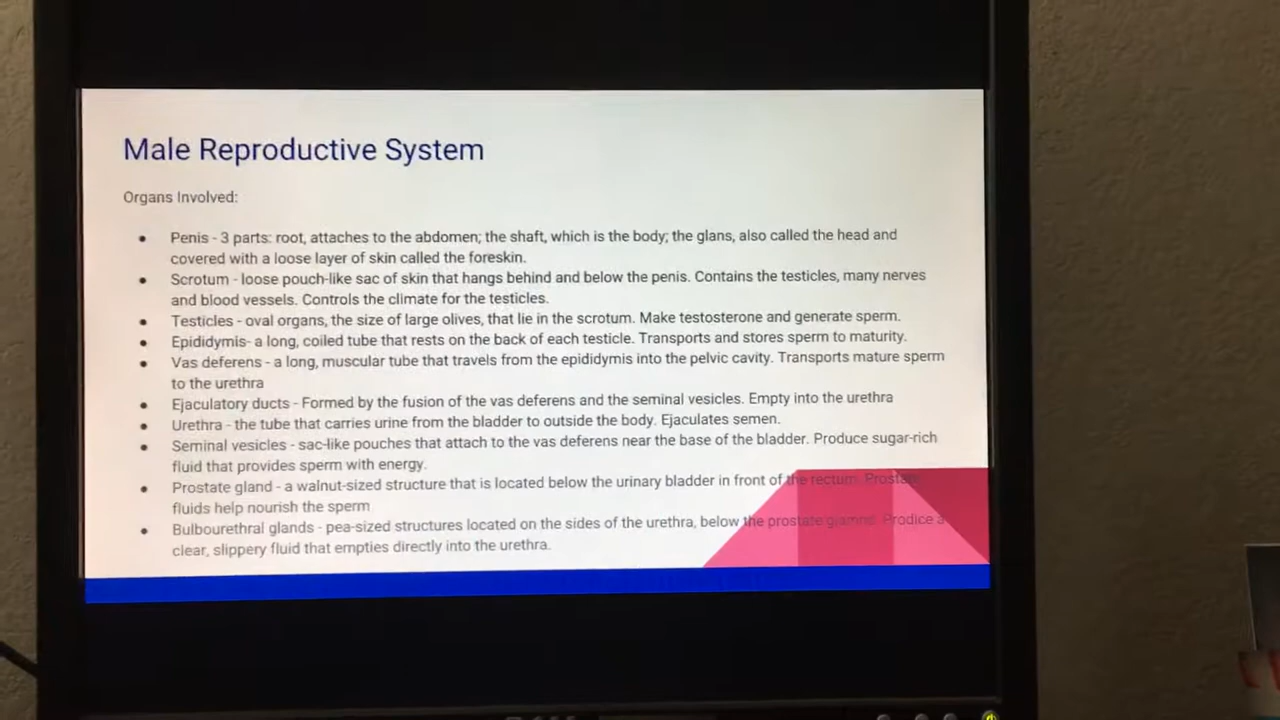 Male Reproductive System
Organs Involved:
● Penis - 3 parts: root, attaches to the abdomen; the shaft, which is the body; the glans, also called the head and
covered with a loose layer of skin called the foreskin.
● Scrotum - loose pouch-like sac of skin that hangs behind and below the penis. Contains the testicles, many nerves
and blood vessels. Controls the climate for the testicles.
● Testicles - oval organs, the size of large olives, that lie in the scrotum. Make testosterone and generate sperm.
● Epididymis- a long, coiled tube that rests on the back of each testicle. Transports and stores sperm to maturity.
● Vas deferens - a long, muscular tube that travels from the epididymis into the pelvic cavity. Transports mature sperm
to the urethra
● Ejaculatory ducts - Formed by the fusion of the vas deferens and the seminal vesicles. Empty into the urethra
● Urethra - the tube that carries urine from the bladder to outside the body. Ejaculates semen.
● Seminal vesicles - sac-like pouches that attach to the vas deferens near the base of the bladder. Produce sugar-rich
fluid that provides sperm with energy.
● Prostate gland - a walnut-sized structure that is located below the urinary bladder in front of the rectum. Prostate
fluids help nourish the sperm
● Bulbourethral glands - pea-sized structures located on the sides of the urethra, below the prostate Prodice a
clear, slippery fluid that empties directly into the urethra.